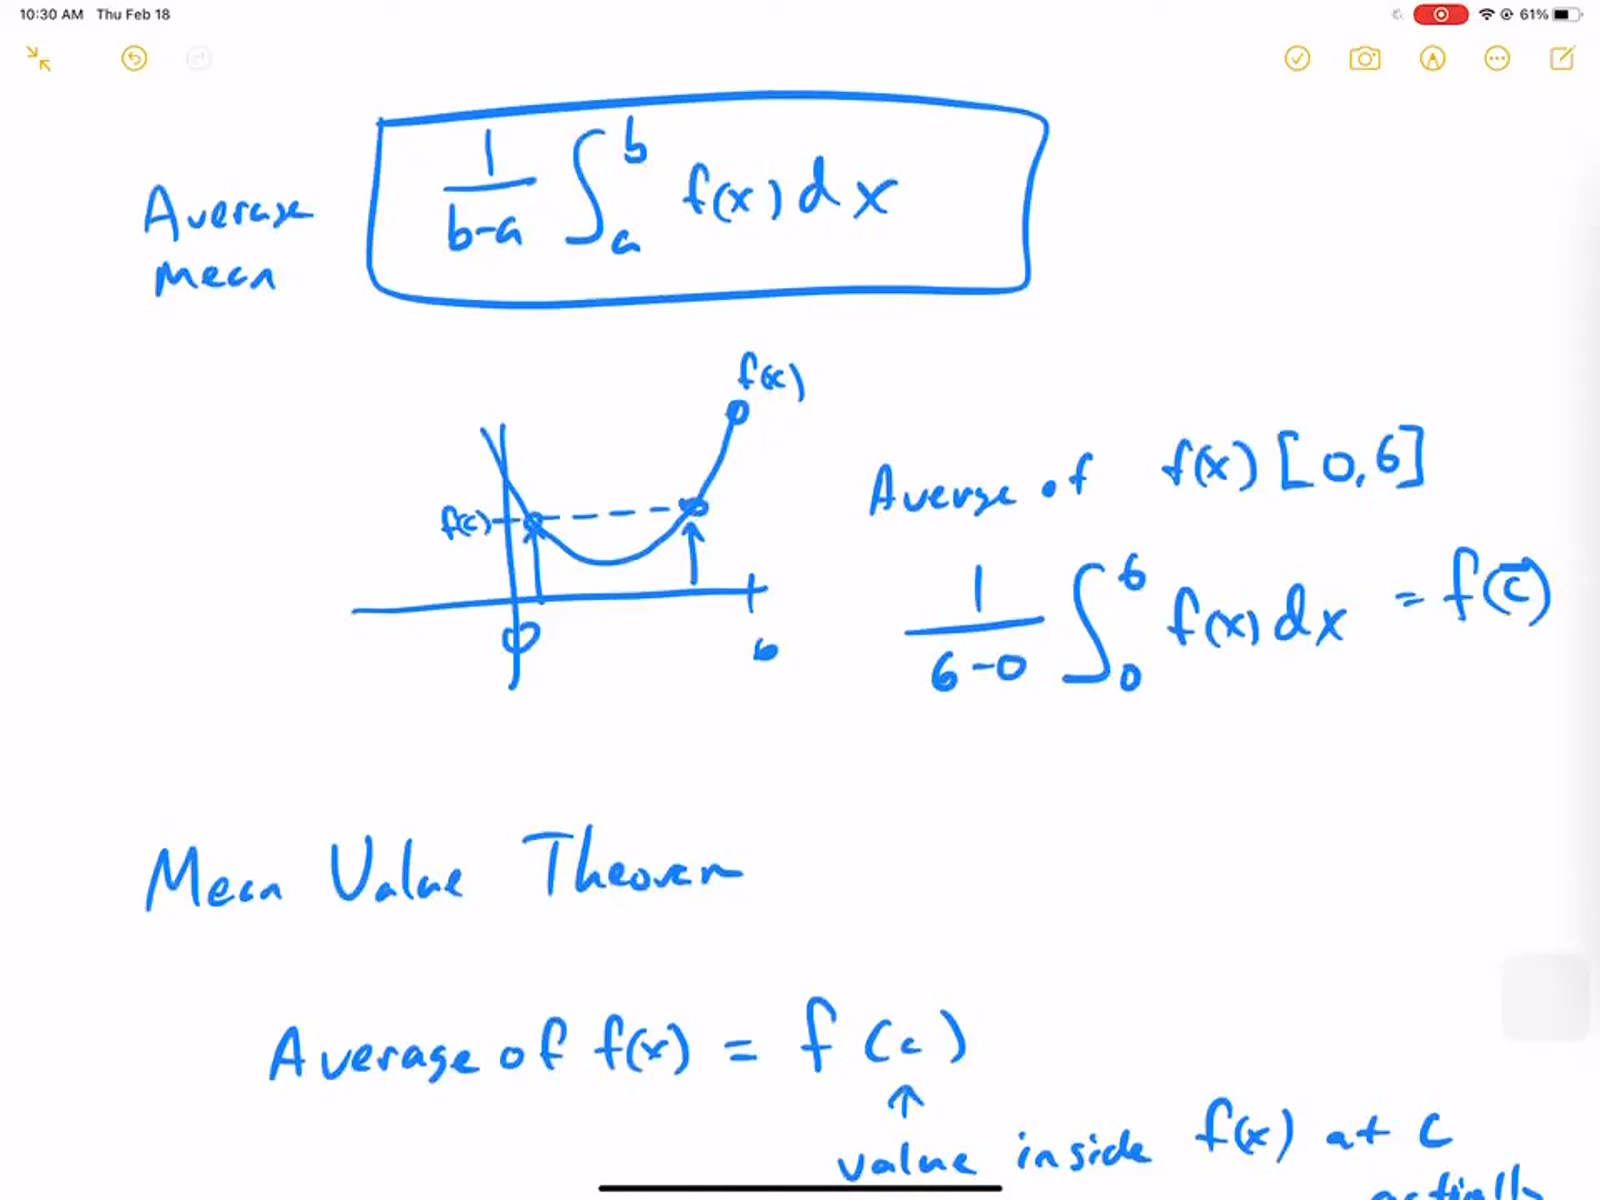 10:30 AM Thu Feb 18
61%
Average
mean
1/(b-a) ∫_a^b f(x) dx
f(x)
f(c)
0
6
Average of f(x) [0,6]
1/(6-0) ∫_0^6 f(x) dx = f(c)
Mean Value Theorem
Average of f(x) = f(c)
↑
value inside f(x) at c